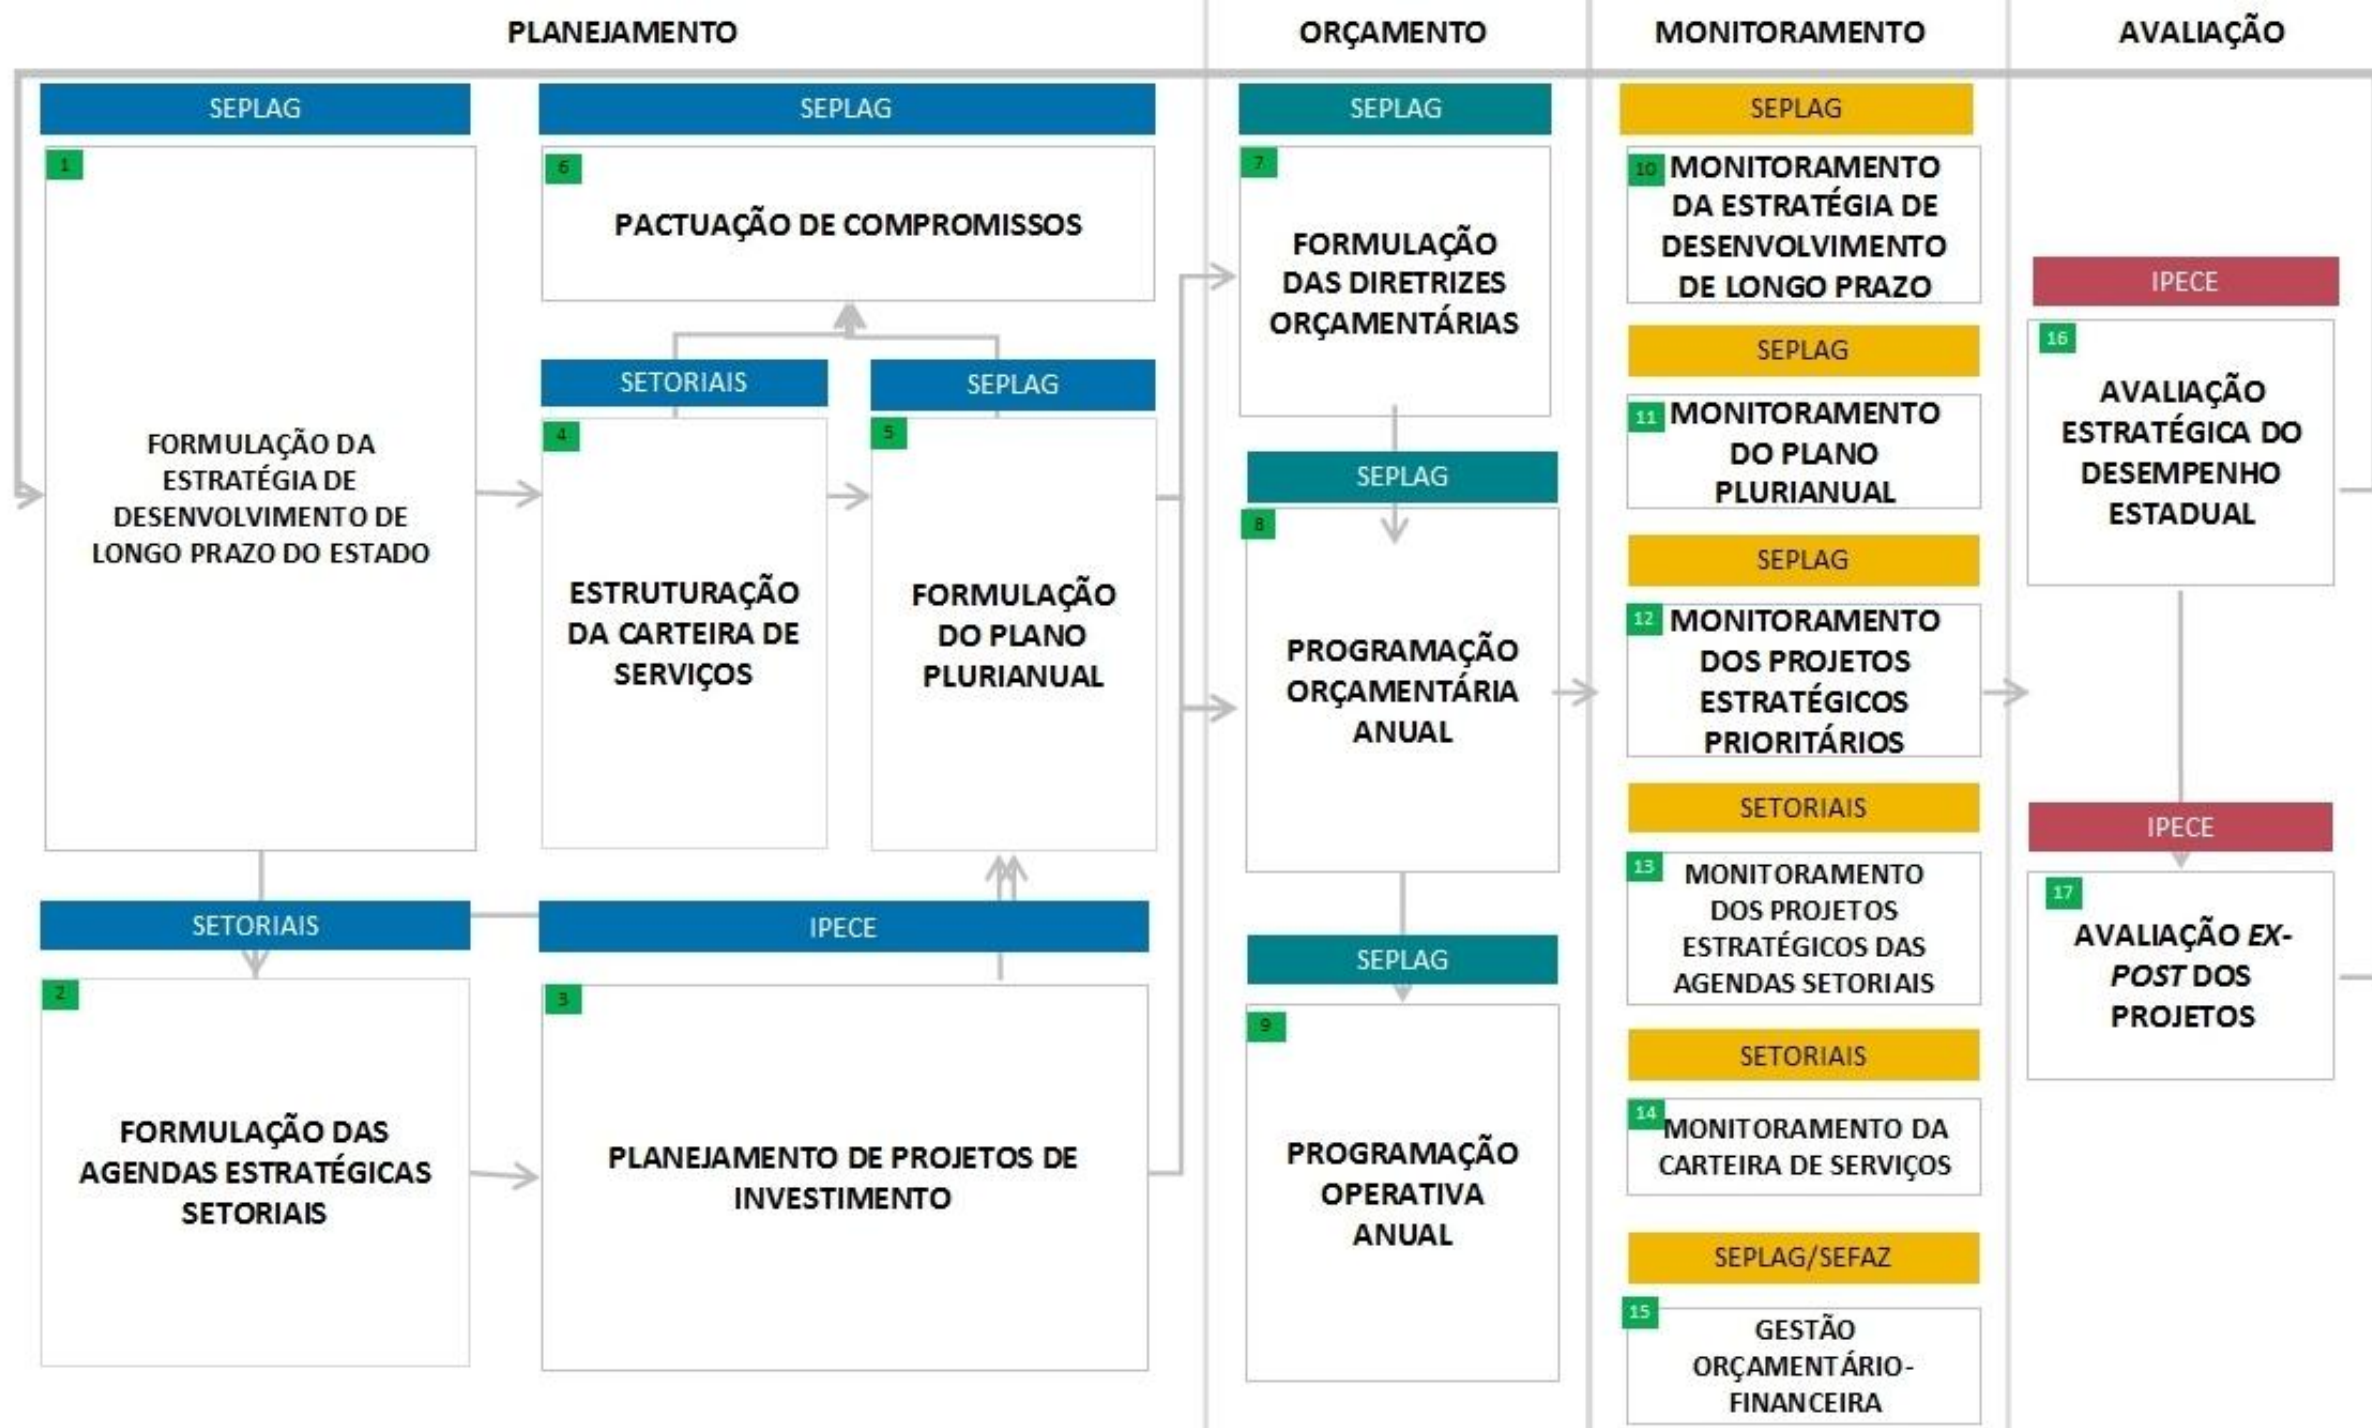 PLANEJAMENTO
SEPLAG
1
FORMULAÇÃO DA
ESTRATÉGIA DE
DESENVOLVIMENTO DE
LONGO PRAZO DO ESTADO
SETORIAIS
2
FORMULAÇÃO DAS
AGENDAS ESTRATÉGICAS
SETORIAIS
SEPLAG
6
PACTUAÇÃO DE COMPROMISSOS
SETORIAIS
4
ESTRUTURAÇÃO
DA CARTEIRA DE
SERVIÇOS
SEPLAG
5
FORMULAÇÃO
DO PLANO
PLURIANUAL
IPECE
3
PLANEJAMENTO DE PROJETOS DE
INVESTIMENTO
ORÇAMENTO
SEPLAG
7
FORMULAÇÃO
DAS DIRETRIZES
ORÇAMENTÁRIAS
SEPLAG
8
PROGRAMAÇÃO
ORÇAMENTÁRIA
ANUAL
SEPLAG
9
PROGRAMAÇÃO
OPERATIVA
ANUAL
MONITORAMENTO
SEPLAG
10 MONITORAMENTO
DA ESTRATÉGIA DE
DESENVOLVIMENTO
DE LONGO PRAZO
SEPLAG
11 MONITORAMENTO
DO PLANO
PLURIANUAL
SEPLAG
12 MONITORAMENTO
DOS PROJETOS
ESTRATÉGICOS
PRIORITÁRIOS
SETORIAIS
13 MONITORAMENTO
DOS PROJETOS
ESTRATÉGICOS DAS
AGENDAS SETORIAIS
SETORIAIS
14
MONITORAMENTO DA
CARTEIRA DE SERVIÇOS
SEPLAG/SEFAZ
15
GESTÃO
ORÇAMENTÁRIO-
FINANCEIRA
AVALIAÇÃO
IPECE
16
AVALIAÇÃO
ESTRATÉGICA DO
DESEMPENHO
ESTADUAL
IPECE
17
AVALIAÇÃO EX-
POST DOS
PROJETOS